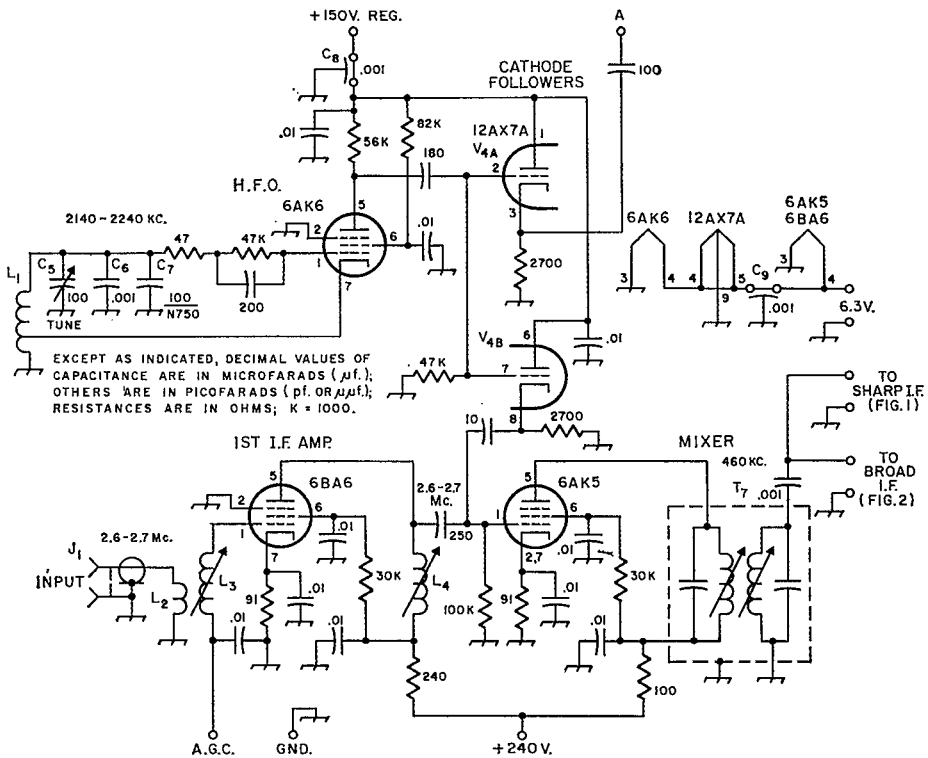 +150V. REG.
A
C8
.001
100
CATHODE
FOLLOWERS
.01
56K
82K
12AX7A
V4A
1
2
3
180
H.F.O.
6AK6
5
2
6
1
7
.01
2140-2240 KC.
47
47K
200
L1
C5
100
TUNE
C6
.001
C7
100
N750
2700
6AK6
12AX7A
6AK5
6BA6
3
4
4
5
9
C9
.001
3
4
6.3V.
EXCEPT AS INDICATED, DECIMAL VALUES OF
CAPACITANCE ARE IN MICROFARADS (µf.);
OTHERS ARE IN PICOFARADS (pf. OR µµf.);
RESISTANCES ARE IN OHMS; K = 1000.
V4B
6
7
8
.01
47K
10
2700
TO
SHARP I.F.
(FIG. 1)
TO
BROAD
I.F.
(FIG. 2)
1ST I.F. AMP.
6BA6
5
2
6
1
7
.01
2.6-2.7
Mc.
250
MIXER
6AK5
5
1
6
2,7
.01
460KC.
T7
.001
J1
INPUT
2.6-2.7 Mc.
L2
L3
91
.01
.01
30K
.01
L4
100K
91
.01
30K
.01
240
100
A.G.C.
GND.
+240V.